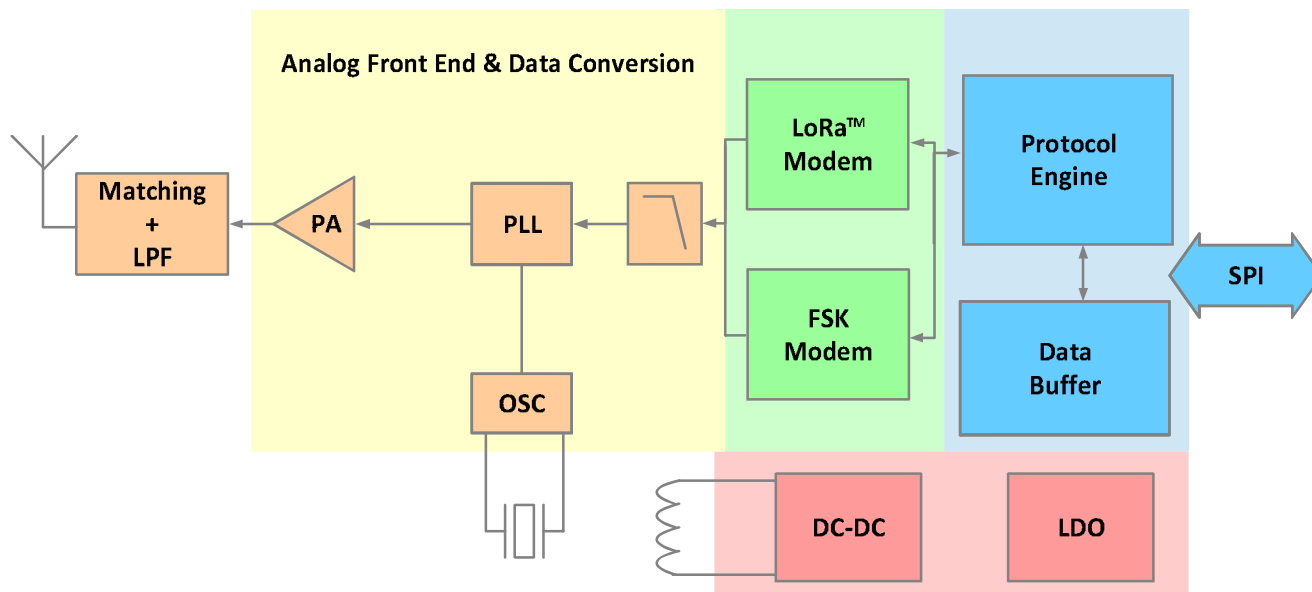 Analog Front End & Data Conversion
LoRa™
Modem
Protocol
Engine
Matching
+
LPF
PA
PLL
SPI
FSK
Modem
Data
Buffer
OSC
DC-DC
LDO